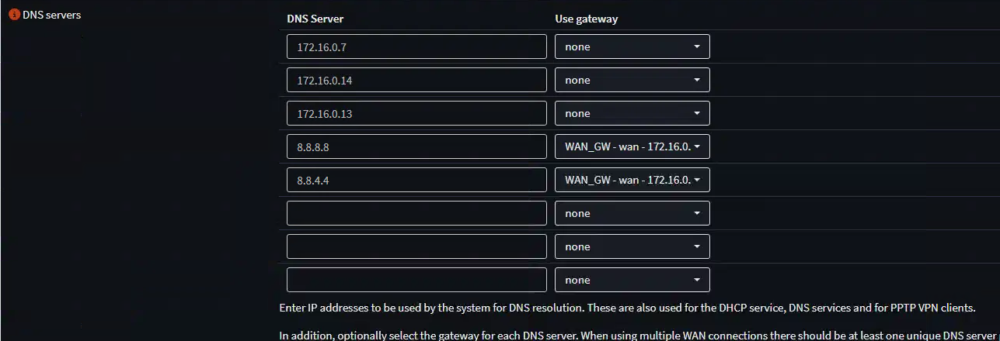 DNS servers
DNS Server Use gateway
172.16.0.7 none
172.16.0.14 none
172.16.0.13 none
8.8.8.8 WAN_GW - wan - 172.16.0.
8.8.4.4 WAN_GW - wan - 172.16.0.
none
none
none
Enter IP addresses to be used by the system for DNS resolution. These are also used for the DHCP service, DNS services and for PPTP VPN clients.
In addition, optionally select the gateway for each DNS server. When using multiple WAN connections there should be at least one unique DNS server